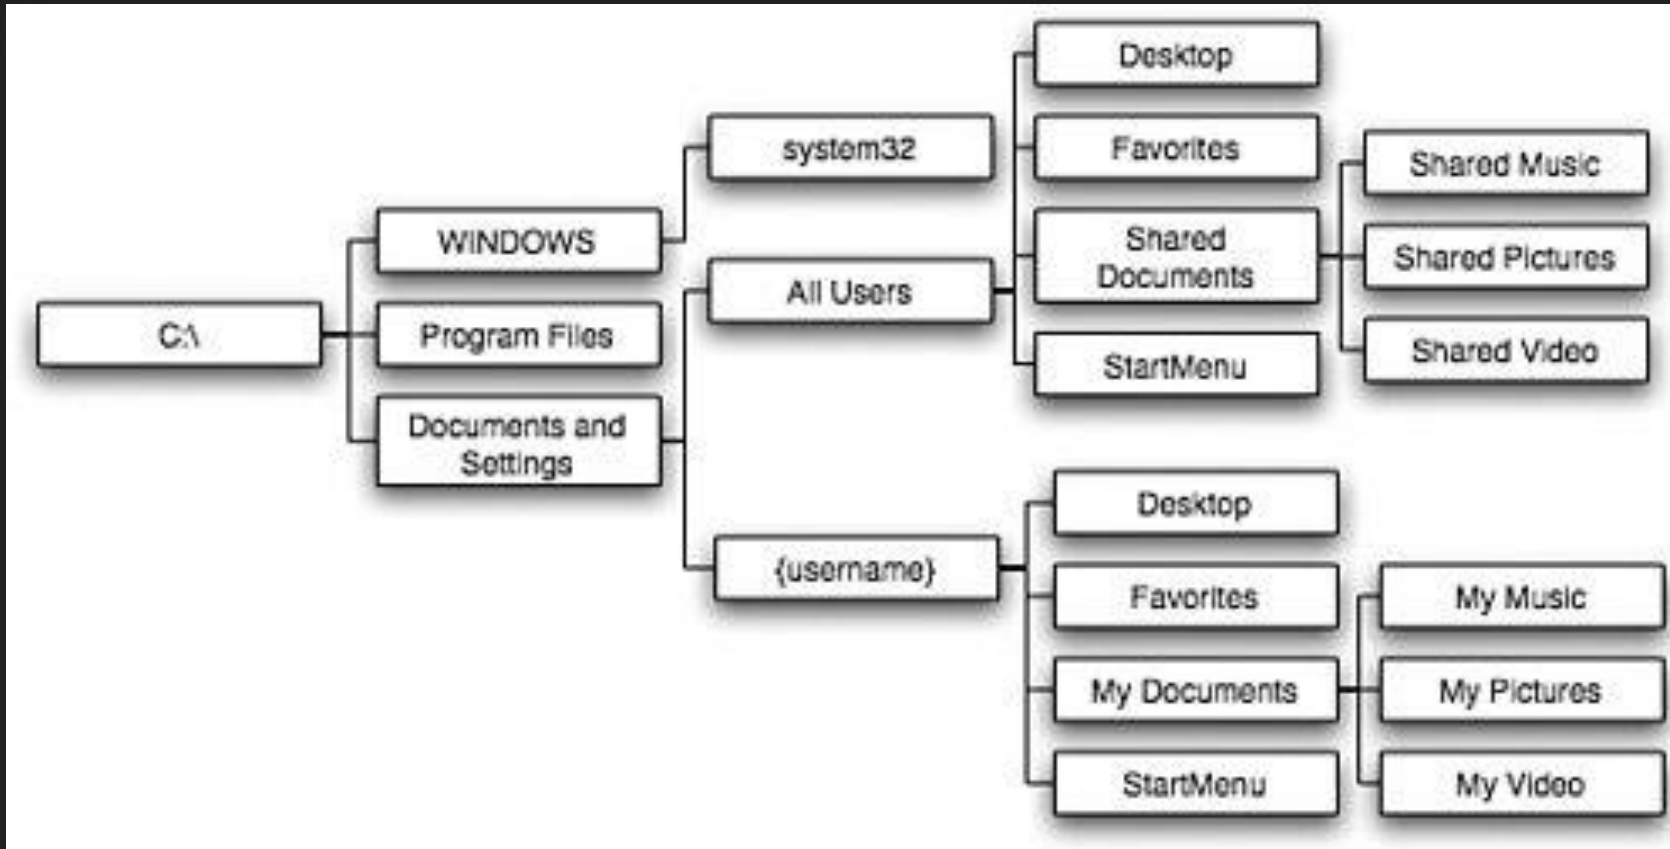 C:\
WINDOWS
Program Files
Documents and
Settings
system32
All Users
{username}
Desktop
Favorites
Shared
Documents
StartMenu
Shared Music
Shared Pictures
Shared Video
Desktop
Favorites
My Documents
StartMenu
My Music
My Pictures
My Video